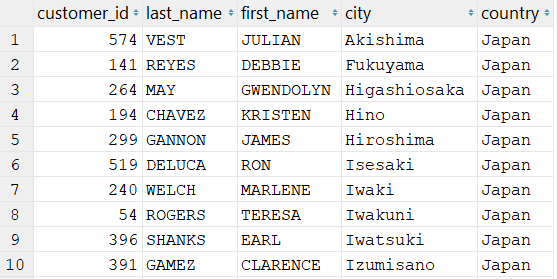 customer_id last_name first_name city country
1 574 VEST JULIAN Akishima Japan
2 141 REYES DEBBIE Fukuyama Japan
3 264 MAY GWENDOLYN Higashiosaka Japan
4 194 CHAVEZ KRISTEN Hino Japan
5 299 GANNON JAMES Hiroshima Japan
6 519 DELUCA RON Isesaki Japan
7 240 WELCH MARLENE Iwaki Japan
8 54 ROGERS TERESA Iwakuni Japan
9 396 SHANKS EARL Iwatsuki Japan
10 391 GAMEZ CLARENCE Izumisano Japan